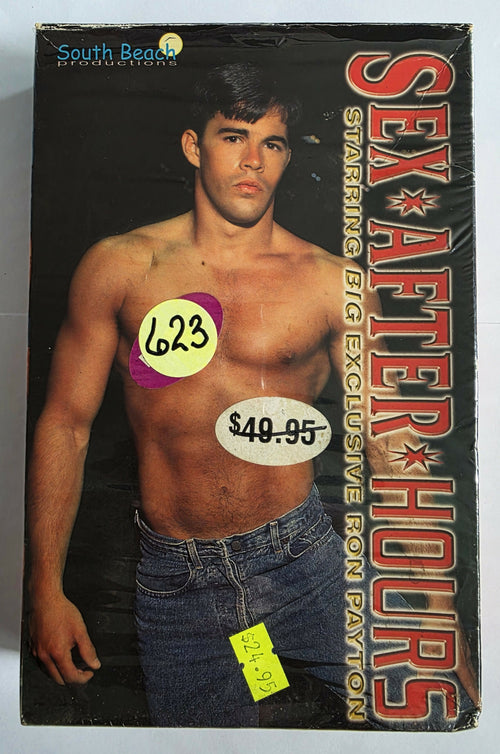 South Beach
productions
SEX★AFTER★HOURS
STARRING BIG EXCLUSIVE RON PAYTON
623
$49.95
$24.95